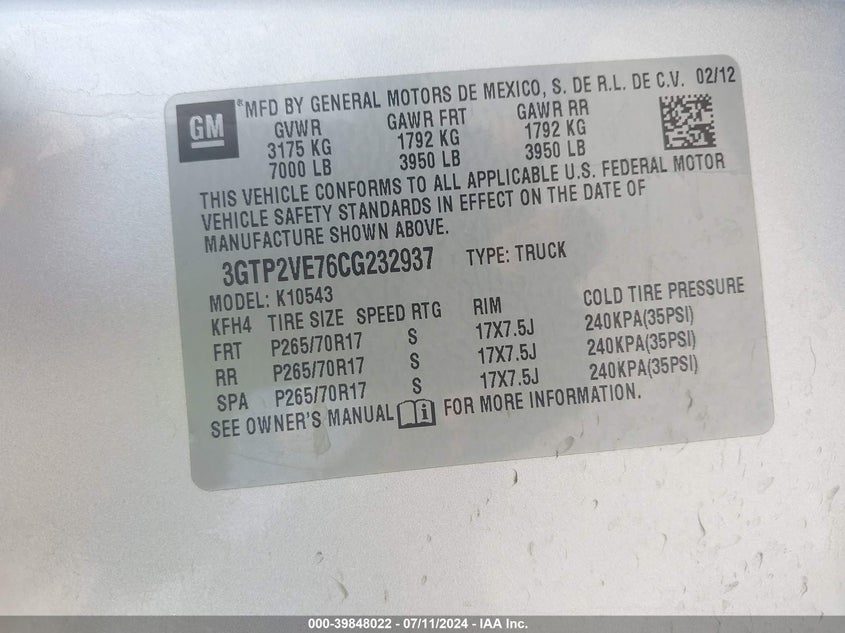 GM
*MFD BY GENERAL MOTORS DE MEXICO, S. DE R.L. DE C.V. 02/12
GVWR GAWR FRT GAWR RR
3175 KG 1792 KG 1792 KG
7000 LB 3950 LB 3950 LB
THIS VEHICLE CONFORMS TO ALL APPLICABLE U.S. FEDERAL MOTOR
VEHICLE SAFETY STANDARDS IN EFFECT ON THE DATE OF
MANUFACTURE SHOWN ABOVE.
3GTP2VE76CG232937 TYPE: TRUCK
MODEL: K10543
KFH4 TIRE SIZE SPEED RTG RIM COLD TIRE PRESSURE
FRT P265/70R17 S 17X7.5J 240KPA(35PSI)
RR P265/70R17 S 17X7.5J 240KPA(35PSI)
SPA P265/70R17 S 17X7.5J 240KPA(35PSI)
SEE OWNER'S MANUAL i FOR MORE INFORMATION.
000-39848022 - 07/11/2024 - IAA Inc.